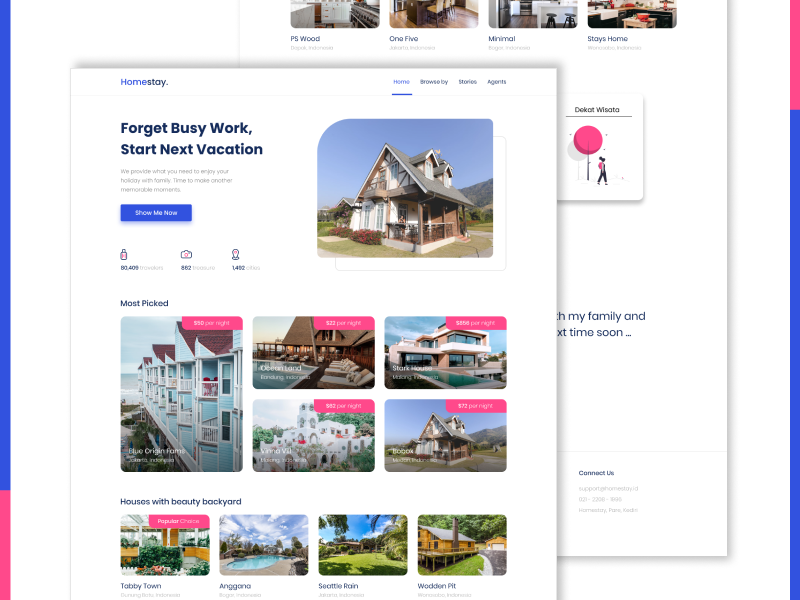 PS Wood
Depok, Indonesia
One Five
Jakarta, Indonesia
Minimal
Bogor, Indonesia
Stays Home
Wonosobo, Indonesia
Homestay.
Home
Browse by
Stories
Agents
Dekat Wisata
Forget Busy Work,
Start Next Vacation
We provide what you need to enjoy your
holiday with family. Time to make another
memorable moments.
Show Me Now
80,409 travelers
862 treasure
1,492 cities
th my family and
xt time soon ...
Most Picked
$50 per night
Blue Origin Fams
Jakarta, Indonesia
$22 per night
Ocean Land
Bandung, Indonesia
$856 per night
Stark House
Malang, Indonesia
$62 per night
Vinna Vill
Malang, Indonesia
$72 per night
Bobox
Medan, Indonesia
Houses with beauty backyard
Popular Choice
Tabby Town
Gunung Batu, Indonesia
Anggana
Bogor, Indonesia
Seattle Rain
Jakarta, Indonesia
Wodden Pit
Wonosobo, Indonesia
Connect Us
support@homestay.id
021 - 2208 - 1996
Homestay, Pare, Kediri